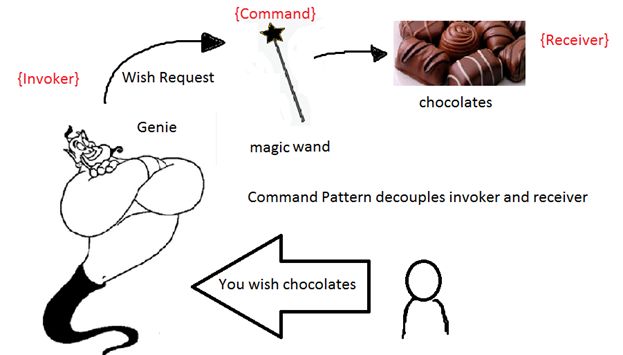 {Command}
{Receiver}
{Invoker}
Wish Request
chocolates
Genie
magic wand
Command Pattern decouples invoker and receiver
You wish chocolates